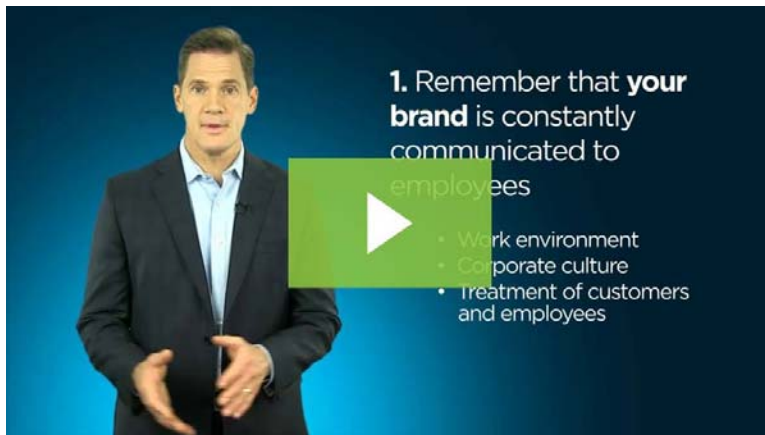 1. Remember that your
brand is constantly
communicated to
employees
• Work environment
• Corporate culture
• Treatment of customers
and employees